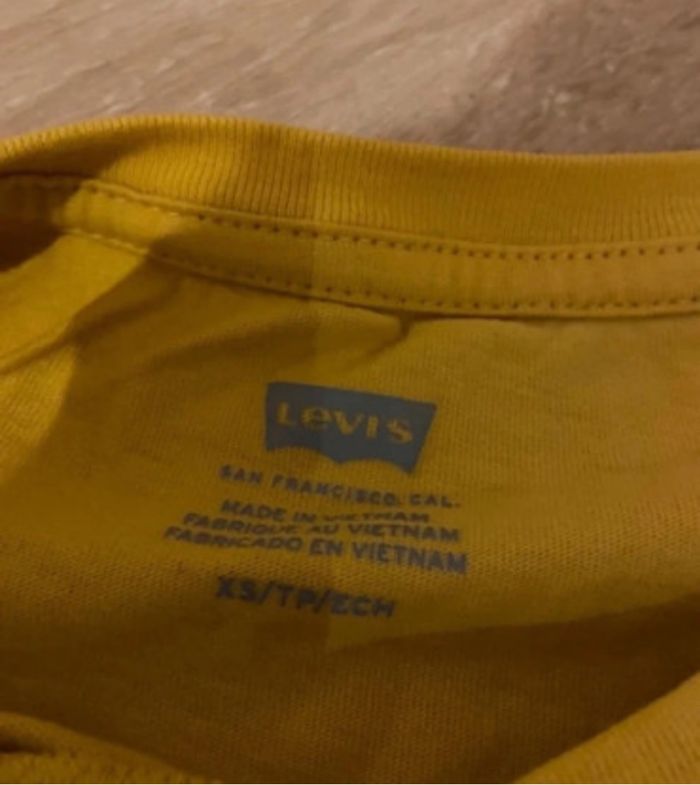 Levi's
SAN FRANCISCO. CAL.
MADE IN VIETNAM
FABRIQUE AU VIETNAM
FABRICADO EN VIETNAM
XS/TP/ECH